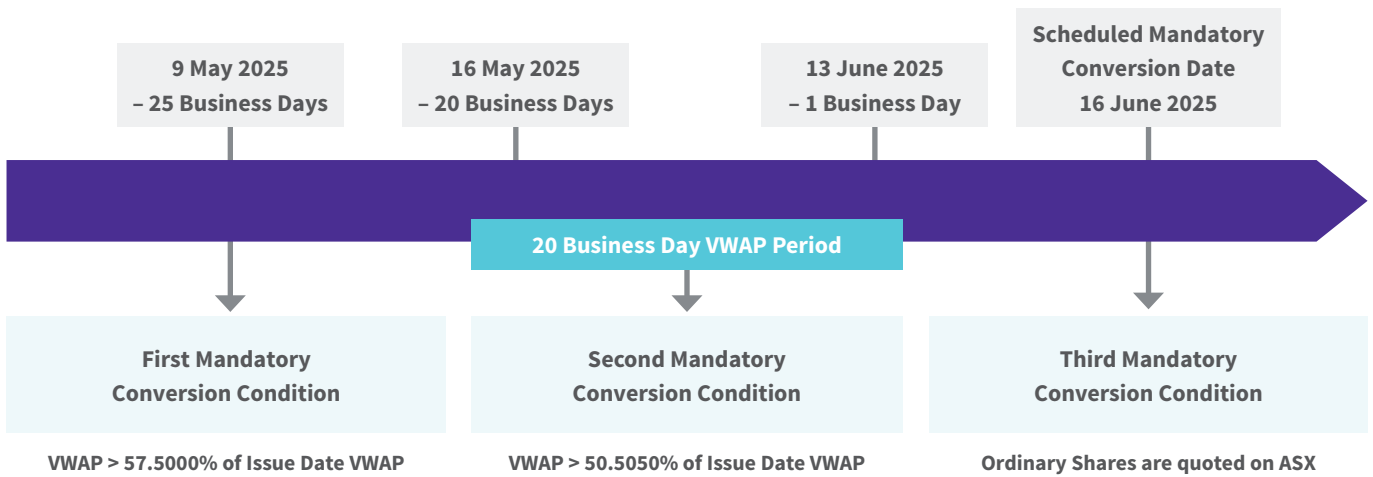 9 May 2025
– 25 Business Days
16 May 2025
– 20 Business Days
13 June 2025
– 1 Business Day
Scheduled Mandatory
Conversion Date
16 June 2025
20 Business Day VWAP Period
First Mandatory
Conversion Condition
Second Mandatory
Conversion Condition
Third Mandatory
Conversion Condition
VWAP > 57.5000% of Issue Date VWAP
VWAP > 50.5050% of Issue Date VWAP
Ordinary Shares are quoted on ASX